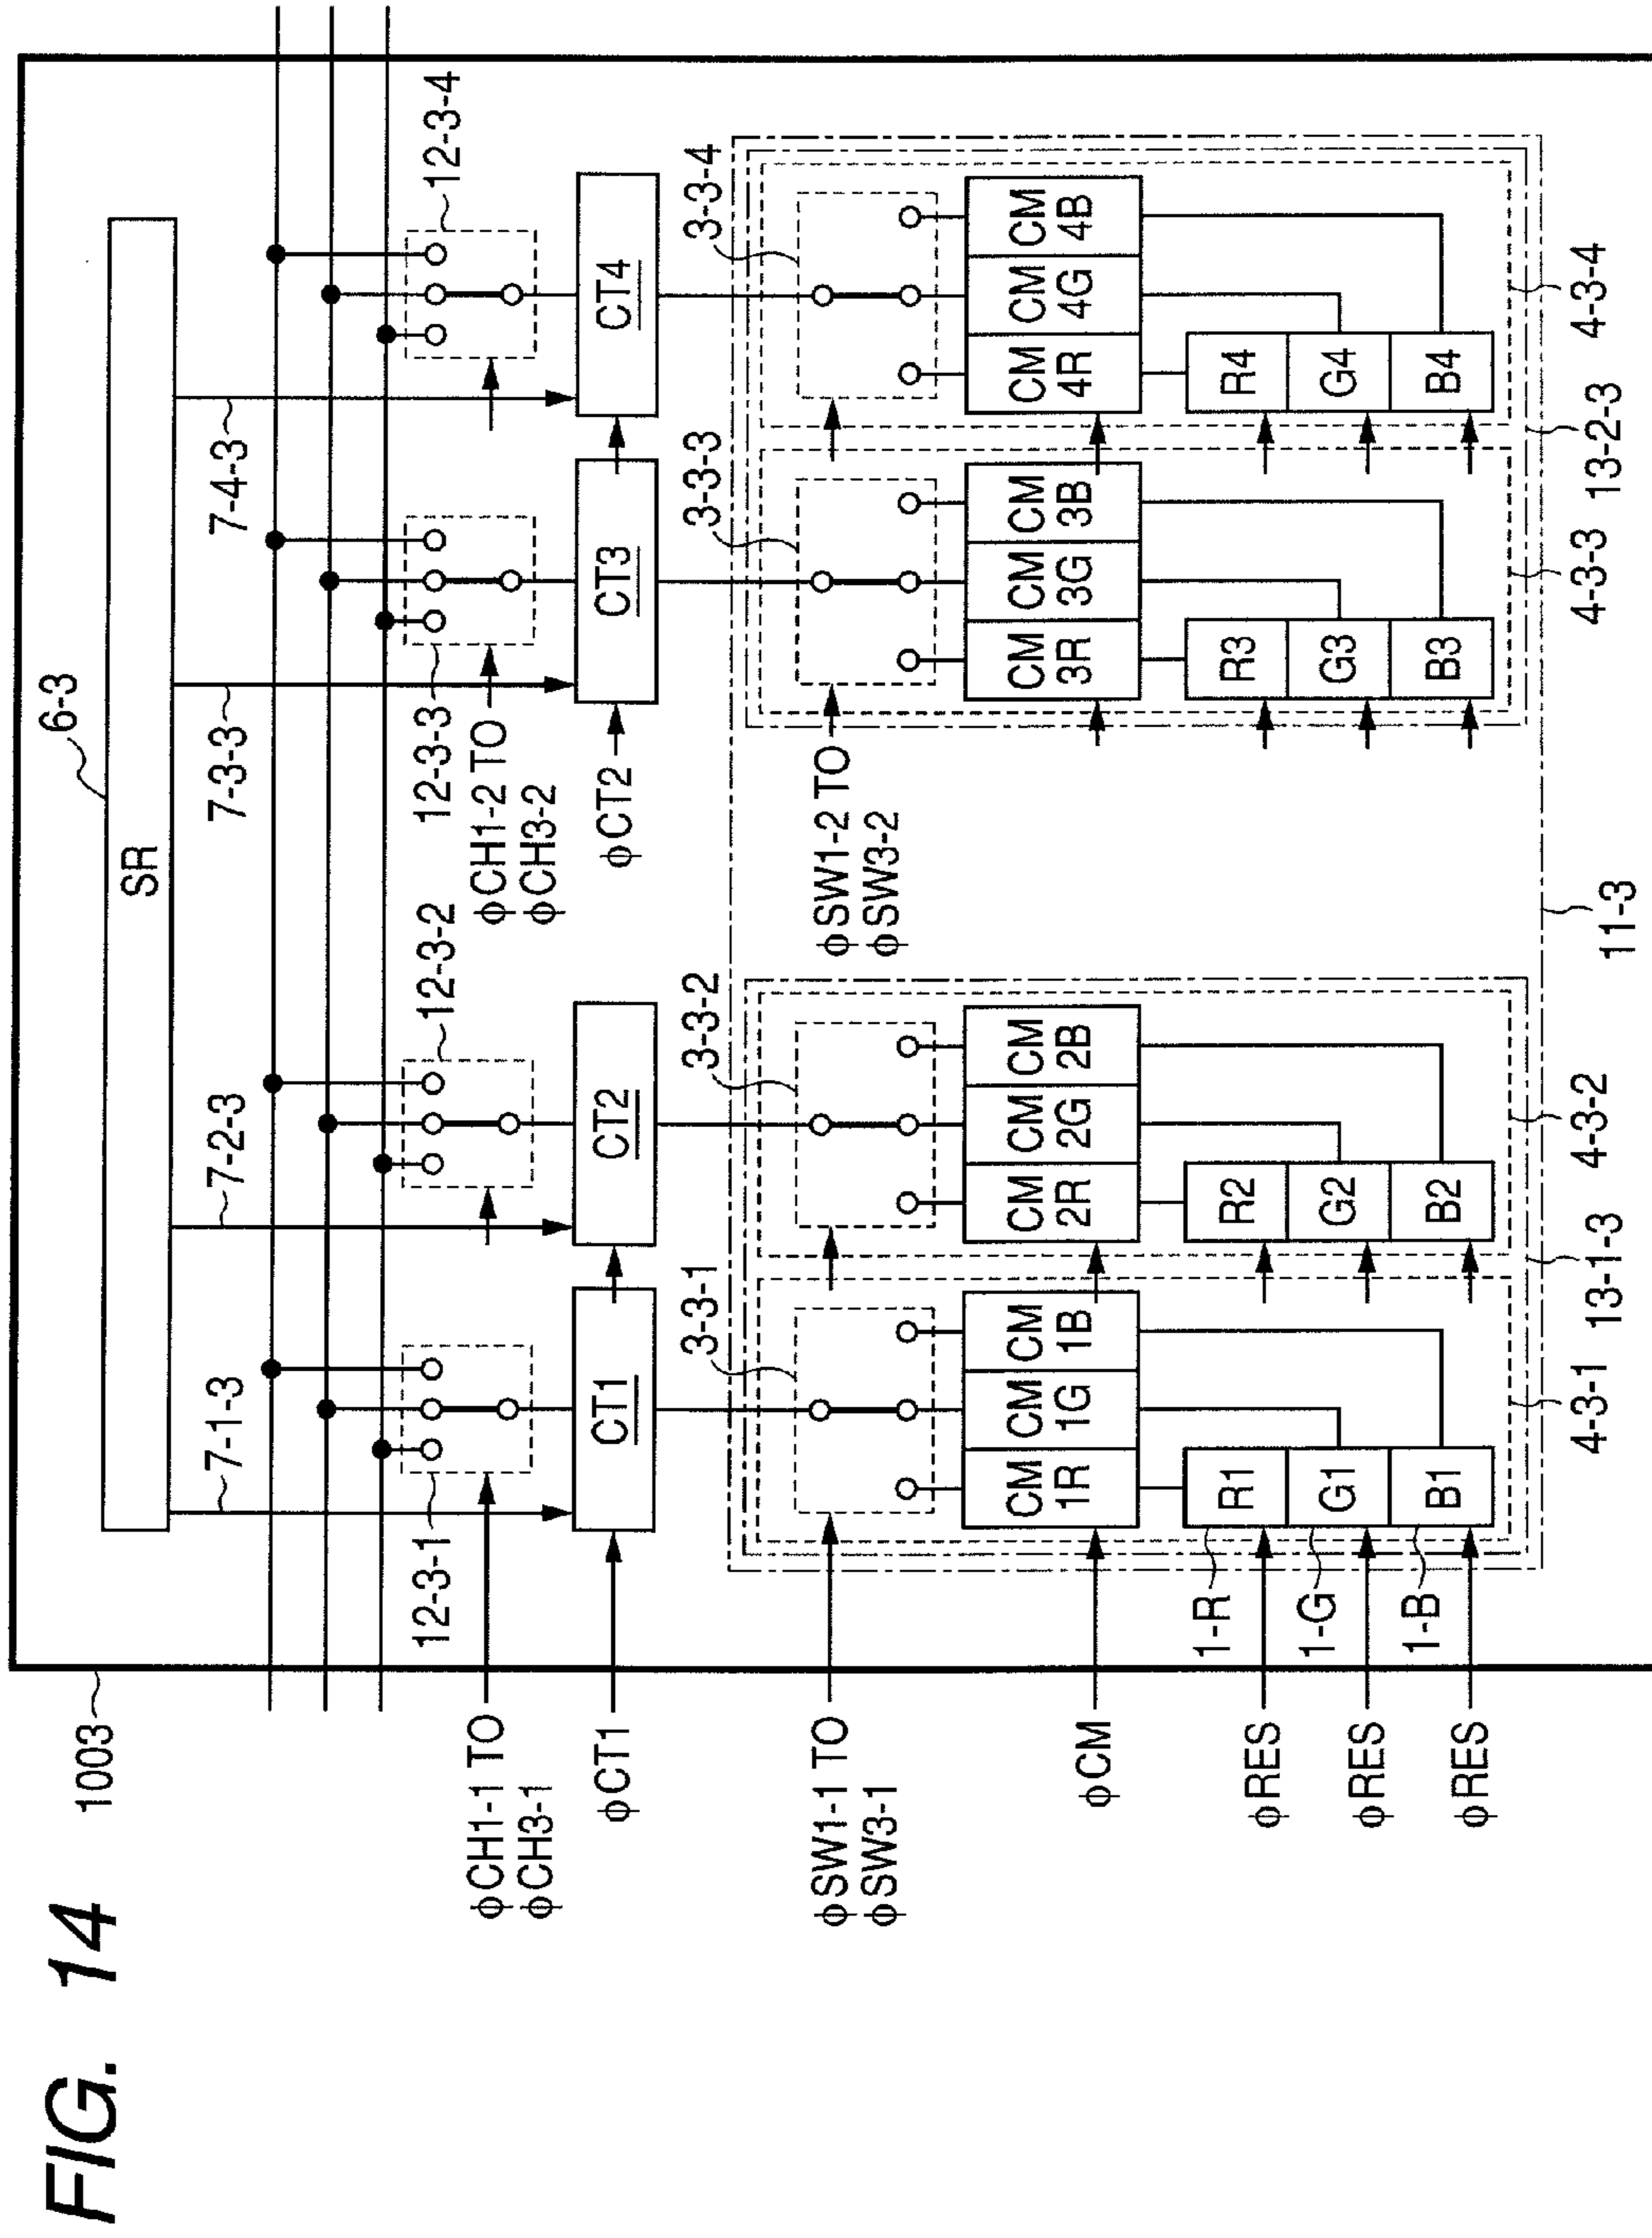 FIG. 14
1003
6-3
SR
7-1-3
7-2-3
7-3-3
7-4-3
12-3-1
12-3-2
12-3-3
12-3-4
ϕCH1-1 TO
ϕCH3-1
ϕCH1-2 TO
ϕCH3-2
ϕCT1
CT1
CT2
ϕCT2
CT3
CT4
3-3-1
3-3-2
3-3-3
3-3-4
ϕSW1-1 TO
ϕSW3-1
ϕSW1-2 TO
ϕSW3-2
ϕCM
CM 1R
CM 1G
CM 1B
CM 2R
CM 2G
CM 2B
CM 3R
CM 3G
CM 3B
CM 4R
CM 4G
CM 4B
1-R
ϕRES
R1
R2
R3
R4
1-G
ϕRES
G1
G2
G3
G4
1-B
ϕRES
B1
B2
B3
B4
4-3-1
13-1-3
4-3-2
11-3
4-3-3
13-2-3
4-3-4